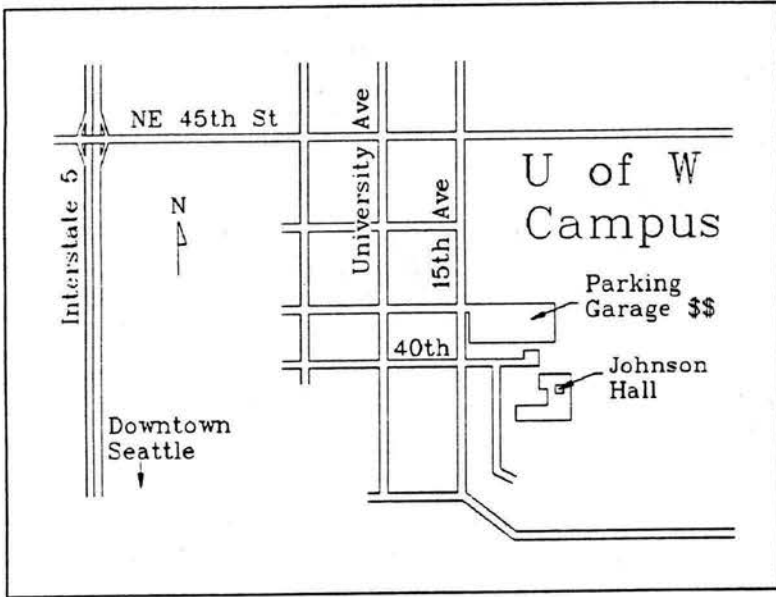 NE 45th St
University Ave
15th Ave
Interstate 5
N
U of W
Campus
Parking
Garage $$
40th
Johnson
Hall
Downtown
Seattle